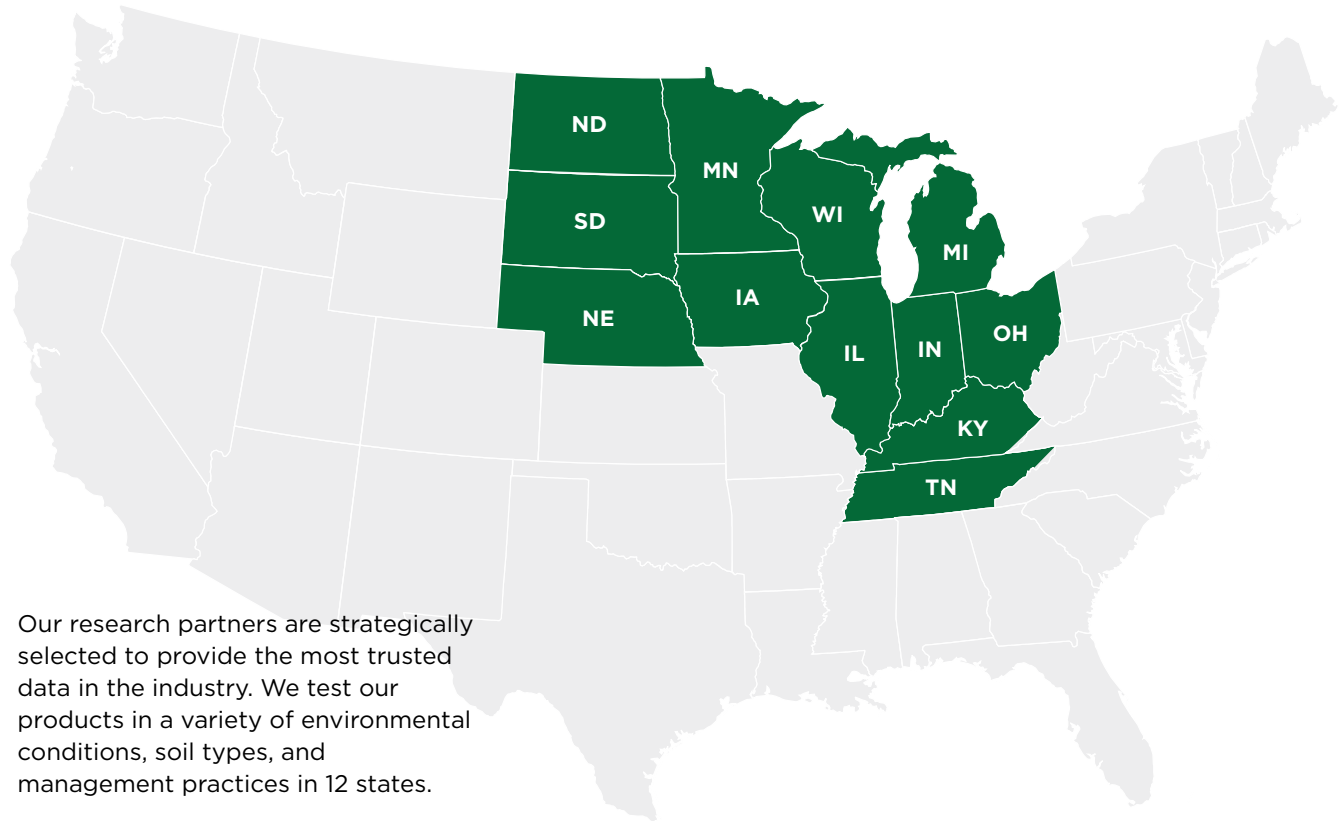 ND
MN
SD
WI
MI
NE
IA
IL
IN
OH
KY
TN
Our research partners are strategically
selected to provide the most trusted
data in the industry. We test our
products in a variety of environmental
conditions, soil types, and
management practices in 12 states.